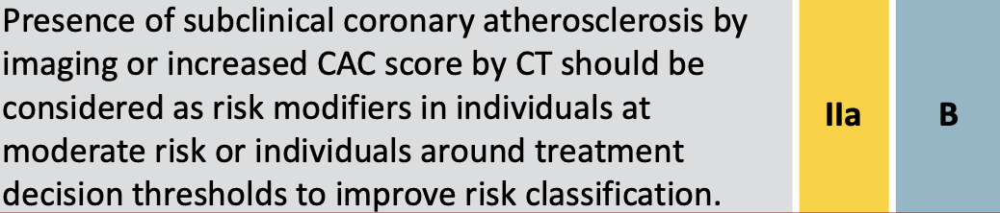 Presence of subclinical coronary atherosclerosis by
imaging or increased CAC score by CT should be
considered as risk modifiers in individuals at
moderate risk or individuals around treatment
decision thresholds to improve risk classification.
IIa
B